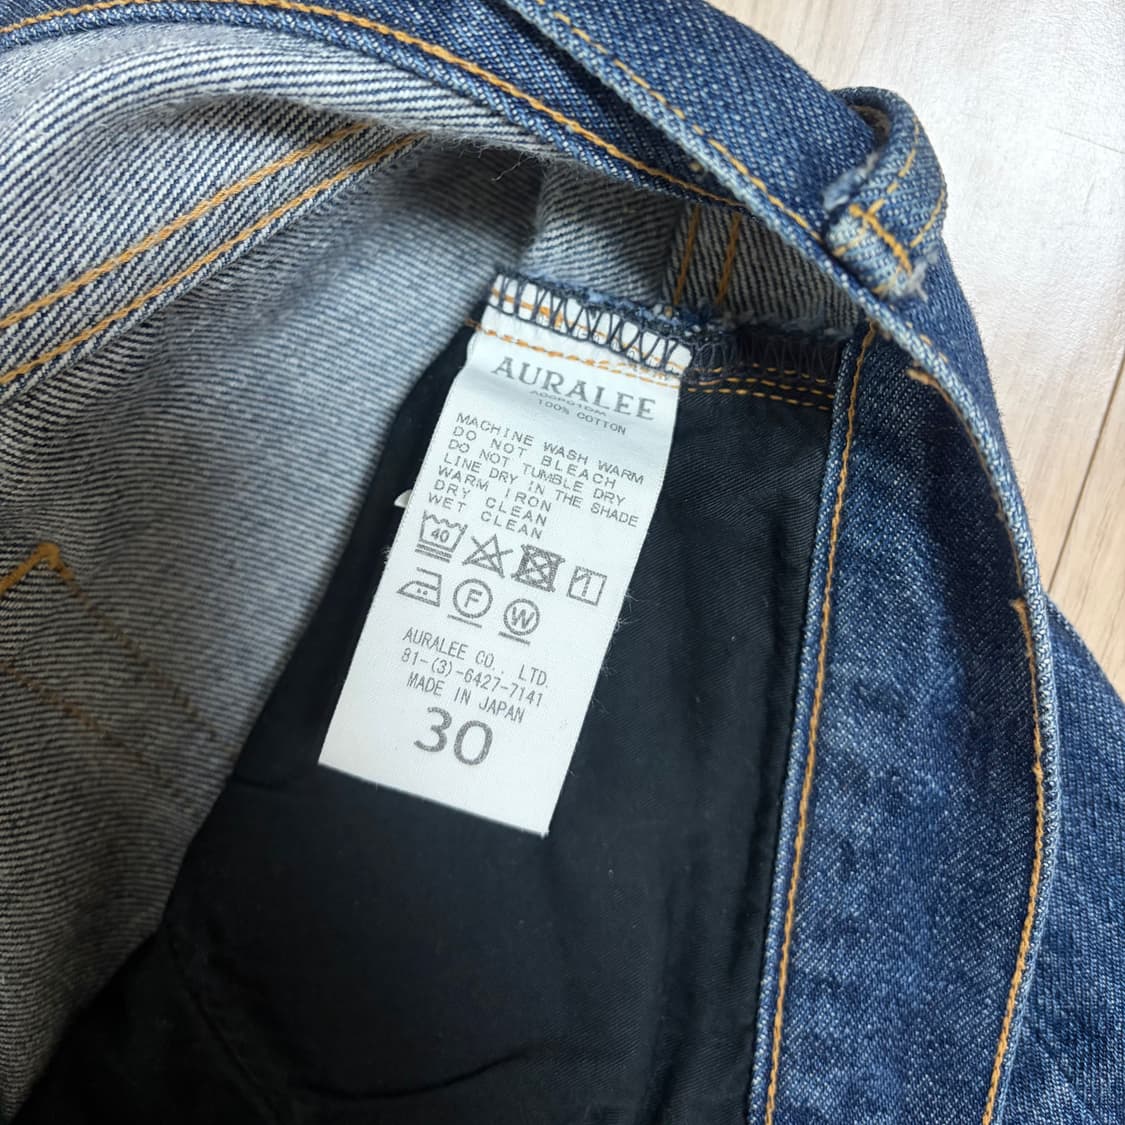 AURALEE
A00CP01DM
100% COTTON
MACHINE WASH WARM
DO NOT BLEACH
DO NOT TUMBLE DRY
LINE DRY IN THE SHADE
WARM IRON
DRY CLEAN
WET CLEAN
40
F
W
AURALEE CO., LTD.
81-(3)-6427-7141
MADE IN JAPAN
30